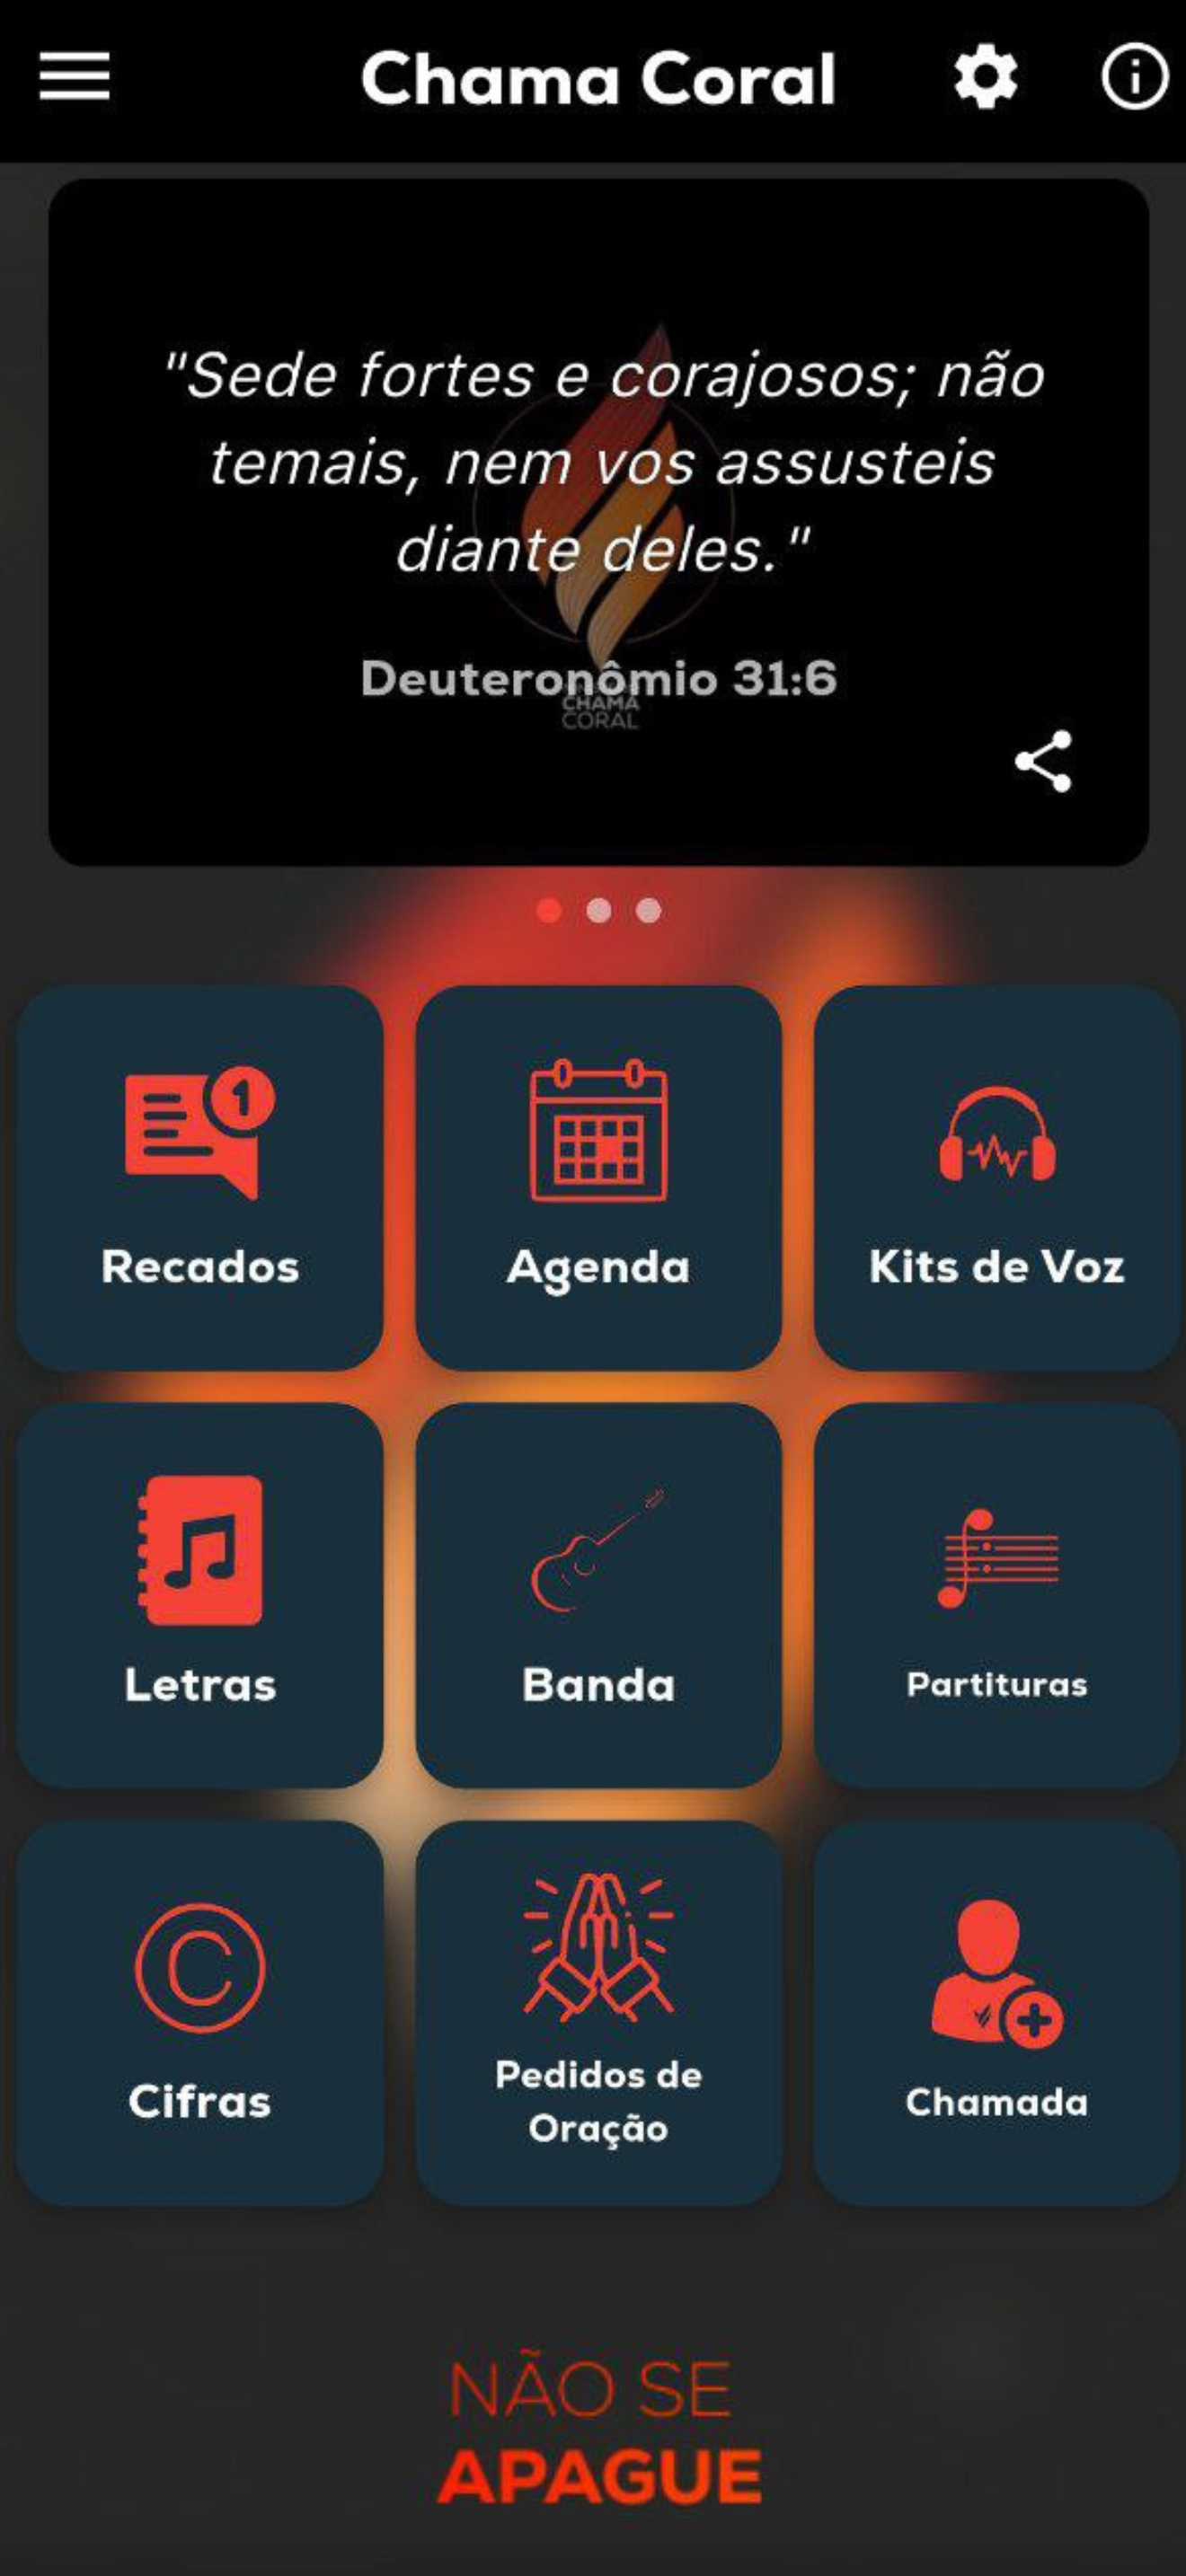 Chama Coral
"Sede fortes e corajosos; não
temais, nem vos assusteis
diante deles."
Deuteronômio 31:6
CHAMA
CORAL
1
Recados
Agenda
Kits de Voz
Letras
Banda
Partituras
C
Cifras
Pedidos de
Oração
Chamada
NÃO SE
APAGUE